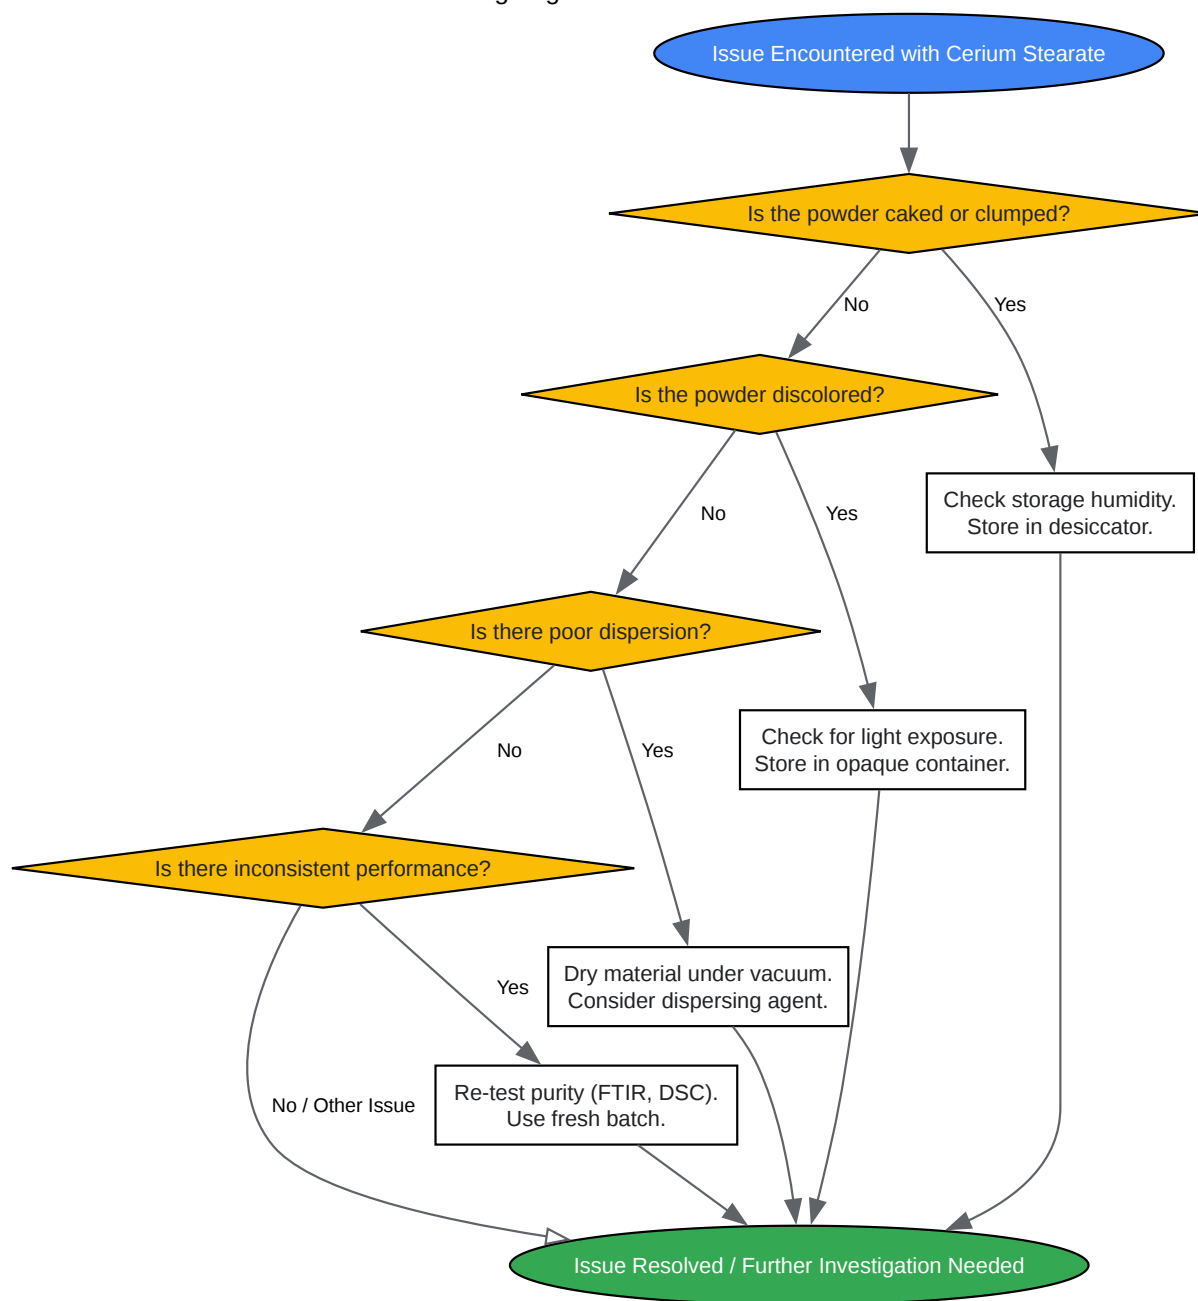 Issue Encountered with Cerium Stearate
Is the powder caked or clumped?
No
Yes
Is the powder discolored?
Check storage humidity.
Store in desiccator.
No
Yes
Is there poor dispersion?
Check for light exposure.
Store in opaque container.
No
Yes
Is there inconsistent performance?
Dry material under vacuum.
Consider dispersing agent.
Yes
Re-test purity (FTIR, DSC).
Use fresh batch.
No / Other Issue
Issue Resolved / Further Investigation Needed